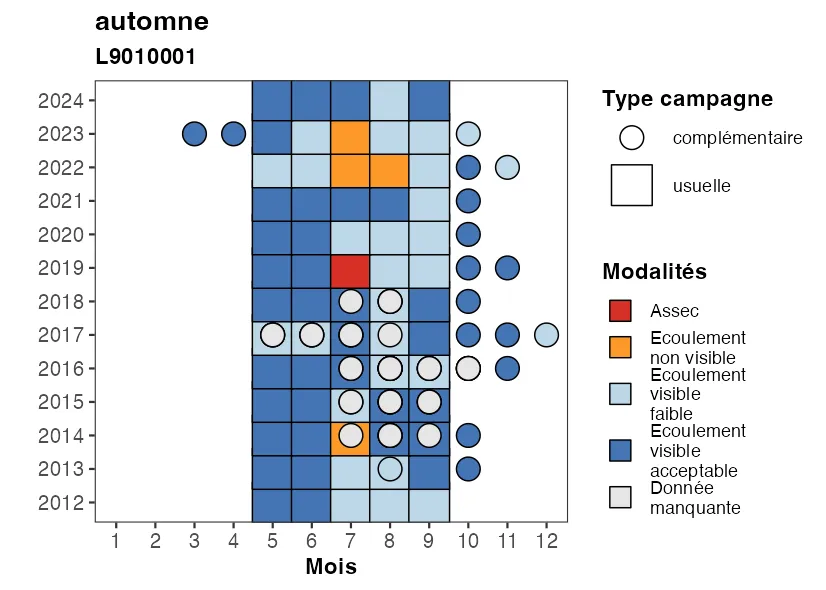 automne
L9010001
2024
2023
2022
2021
2020
2019
2018
2017
2016
2015
2014
2013
2012
1 2 3 4 5 6 7 8 9 10 11 12
Mois
Type campagne
complémentaire
usuelle
Modalités
Assec
Ecoulement
non visible
Ecoulement
visible
faible
Ecoulement
visible
acceptable
Donnée
manquante